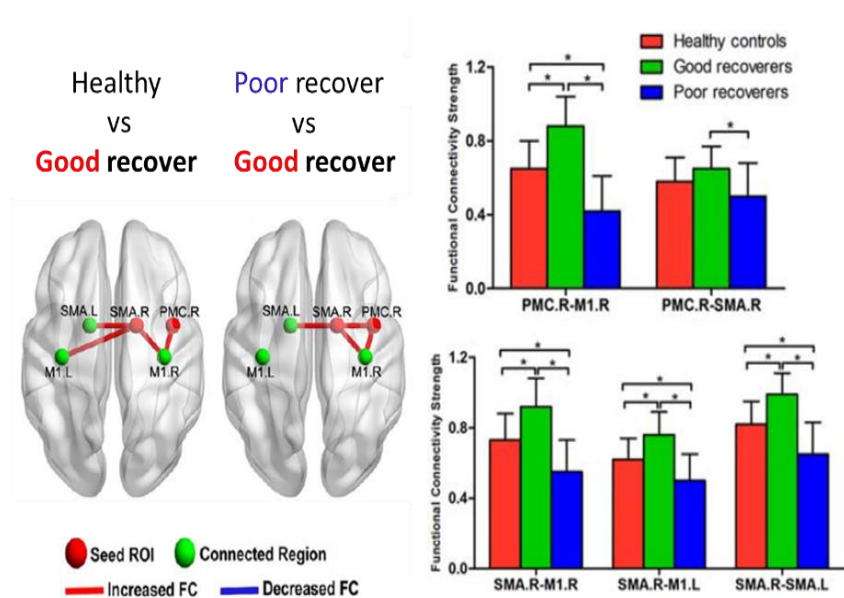 Healthy
vs
Good recover
Poor recover
vs
Good recover
SMA.L SMA.R PMC.R
M1.L M1.R
SMA.L SMA.R PMC.R
M1.L M1.R
Seed ROI Connected Region
Increased FC Decreased FC
Healthy controls
Good recoverers
Poor recoverers
Functional Connectivity Strength
1.2
0.8
0.4
0.0
* * * *
PMC.R-M1.R PMC.R-SMA.R
Functional Connectivity Strength
1.2
0.8
0.4
0.0
* * * * * * * * *
SMA.R-M1.R SMA.R-M1.L SMA.R-SMA.L